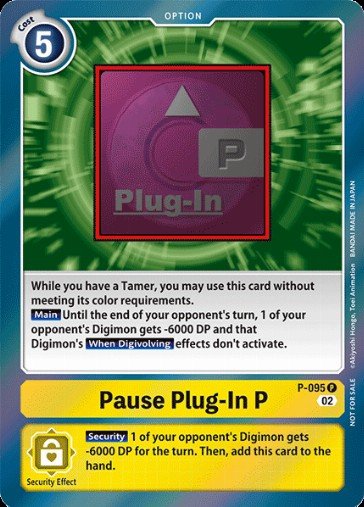 OPTION
Cost
5
P
Plug-In
While you have a Tamer, you may use this card without
meeting its color requirements.
Main Until the end of your opponent's turn, 1 of your
opponent's Digimon gets -6000 DP and that
Digimon's When Digivolving effects don't activate.
©Akiyoshi Hongo, Toei Animation BANDAI MADE IN JAPAN
NOT FOR SALE
P-095 P
02
Pause Plug-In P
Security 1 of your opponent's Digimon gets
-6000 DP for the turn. Then, add this card to the
hand.
Security Effect